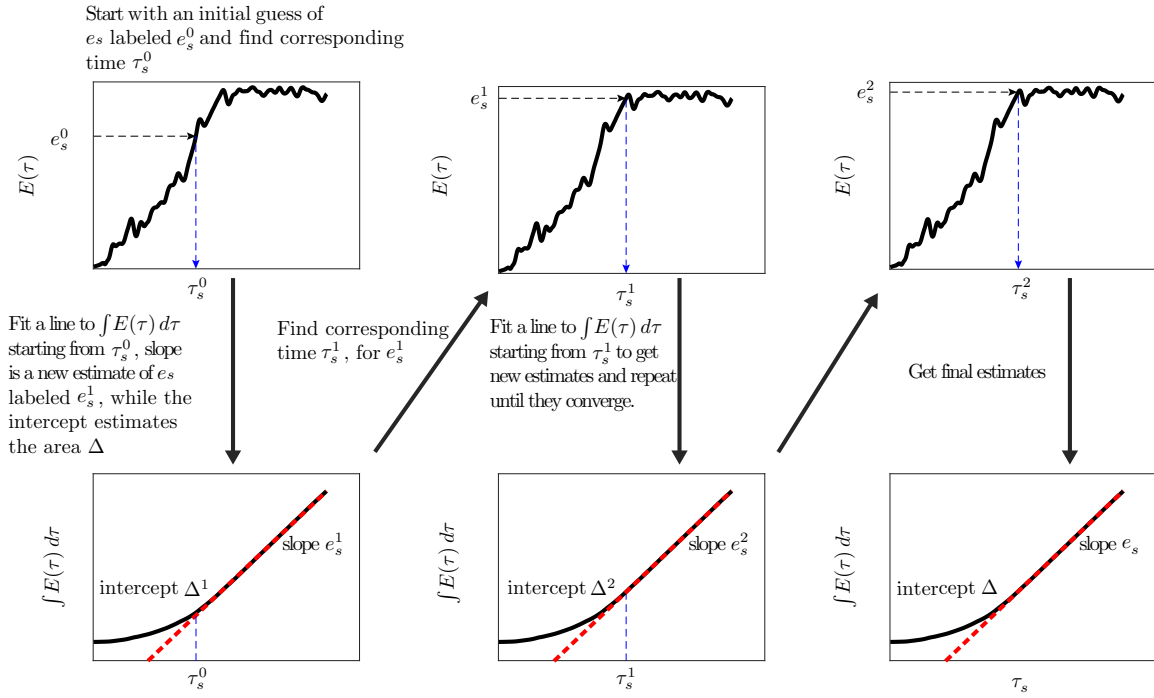 Start with an initial guess of
$e_s$ labeled $e_s^0$ and find corresponding
time $\tau_s^0$
$E(\tau)$
$e_s^0$
$\tau_s^0$
$E(\tau)$
$e_s^1$
$\tau_s^1$
$E(\tau)$
$e_s^2$
$\tau_s^2$
Fit a line to $\int E(\tau)\, d\tau$
starting from $\tau_s^0$, slope
is a new estimate of $e_s$
labeled $e_s^1$, while the
intercept estimates
the area $\Delta$
Find corresponding
time $\tau_s^1$, for $e_s^1$
Fit a line to $\int E(\tau)\, d\tau$
starting from $\tau_s^1$ to get
new estimates and repeat
until they converge.
Get final estimates
$\int E(\tau)\, d\tau$
intercept $\Delta^1$
slope $e_s^1$
$\tau_s^0$
$\int E(\tau)\, d\tau$
intercept $\Delta^2$
slope $e_s^2$
$\tau_s^1$
$\int E(\tau)\, d\tau$
intercept $\Delta$
slope $e_s$
$\tau_s$